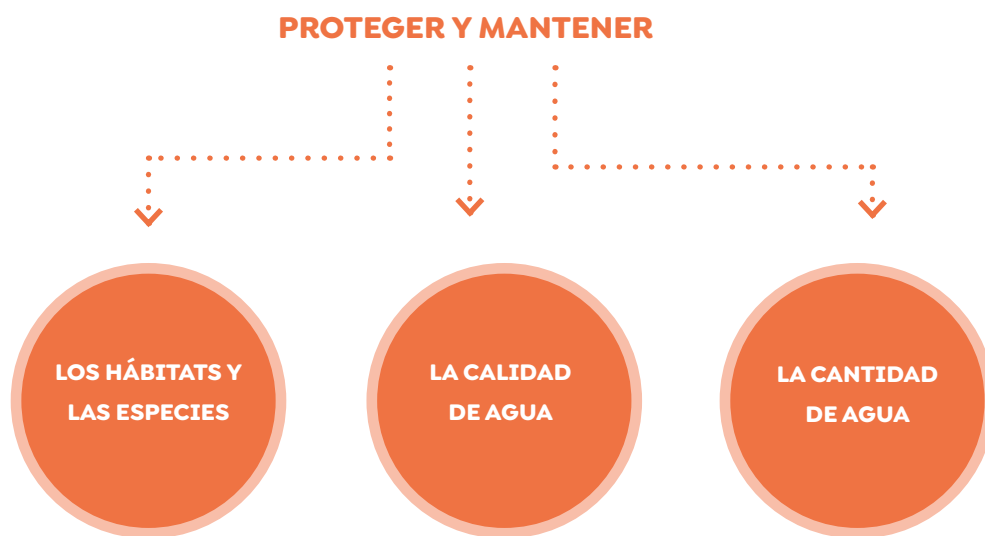 PROTEGER Y MANTENER
LOS HÁBITATS Y
LAS ESPECIES
LA CALIDAD
DE AGUA
LA CANTIDAD
DE AGUA